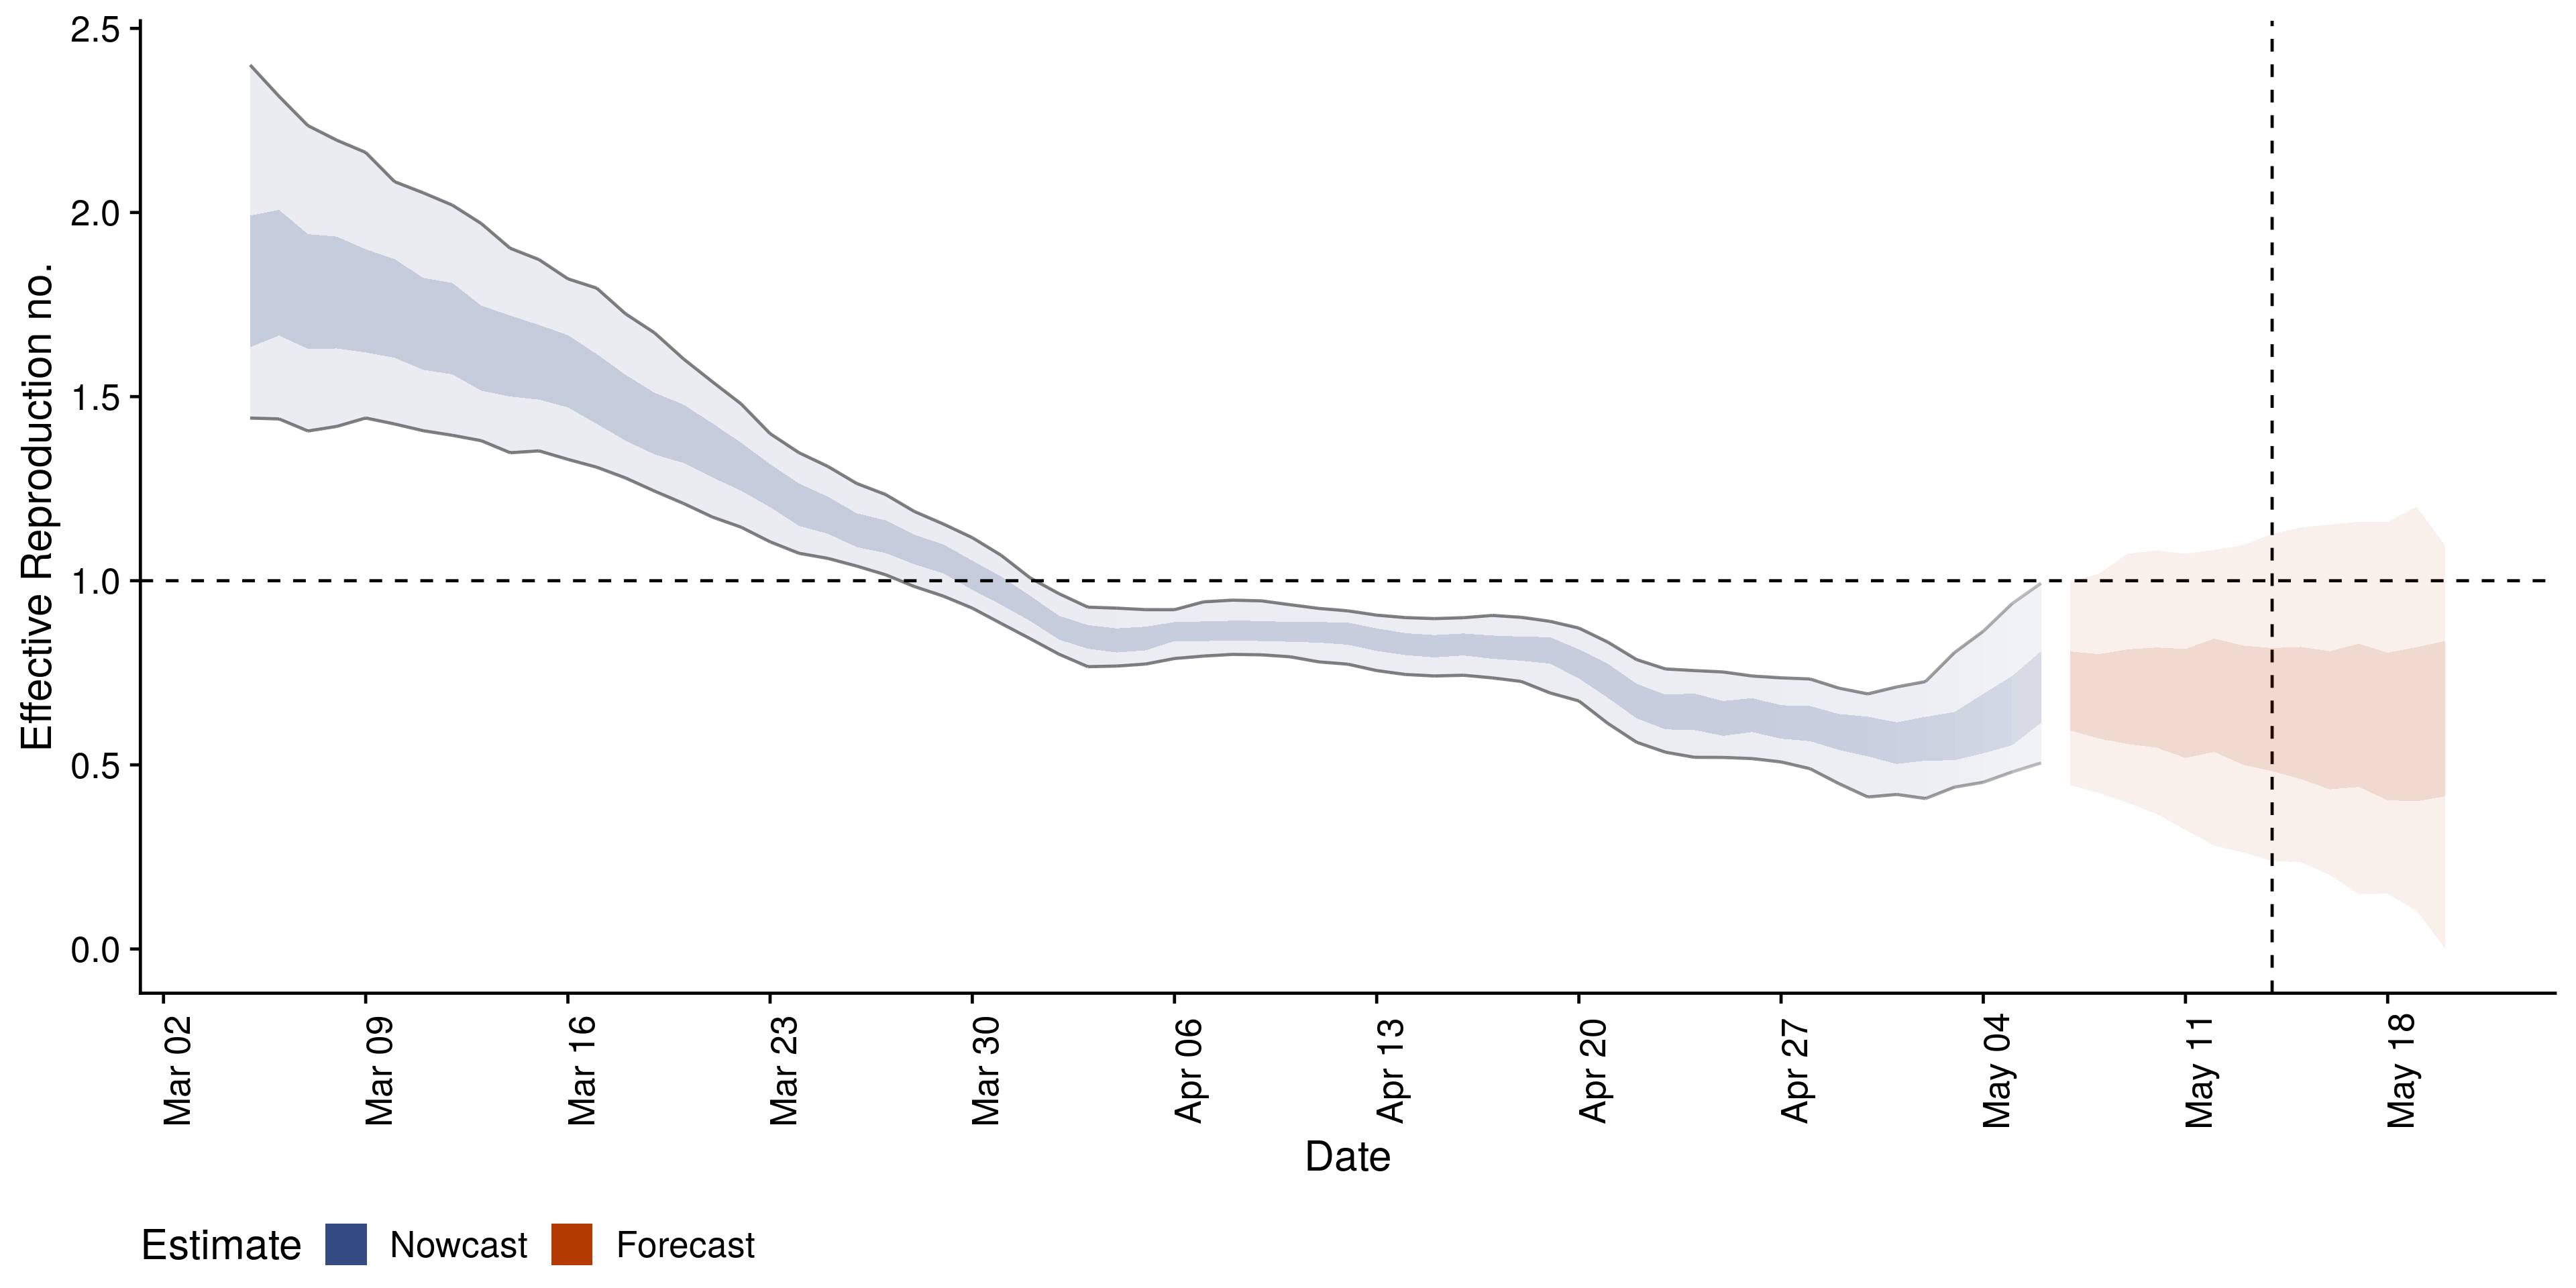 Effective Reproduction no.
2.5
2.0
1.5
1.0
0.5
0.0
Mar 02
Mar 09
Mar 16
Mar 23
Mar 30
Apr 06
Apr 13
Apr 20
Apr 27
May 04
May 11
May 18
Date
Estimate Nowcast Forecast